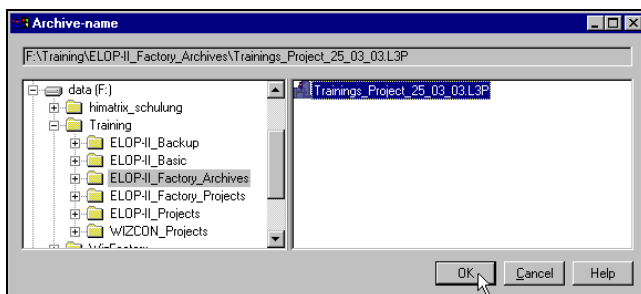 Archive-name
F:\Training\ELOP-II_Factory_Archives\Trainings_Project_25_03_03.L3P
data (F:)
himatrix_schulung
Training
ELOP-II_Backup
ELOP-II_Basic
ELOP-II_Factory_Archives
ELOP-II_Factory_Projects
ELOP-II_Projects
WIZCON_Projects
Trainings_Project_25_03_03.L3P
OK
Cancel
Help